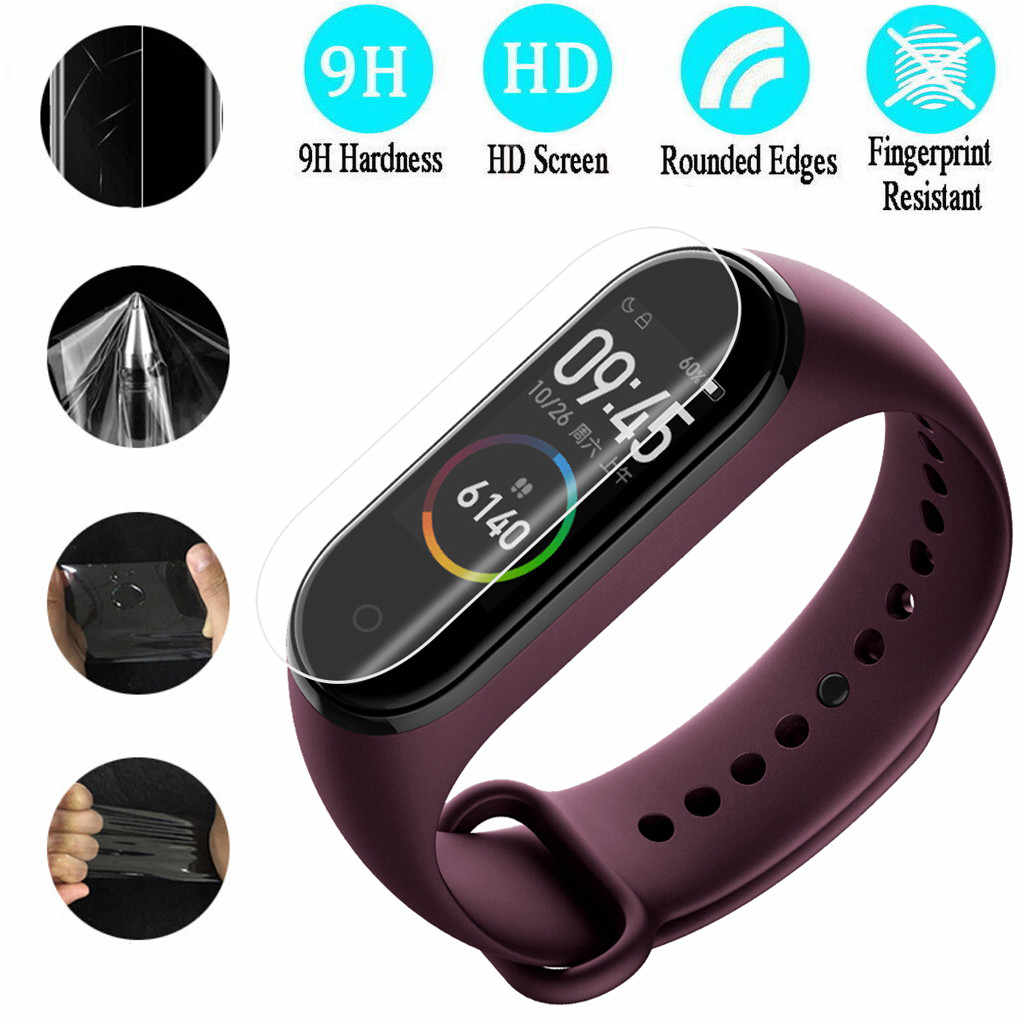 9H
HD
9H Hardness
HD Screen
Rounded Edges
Fingerprint
Resistant
60%
09:45
10/26 周六 上午
6140